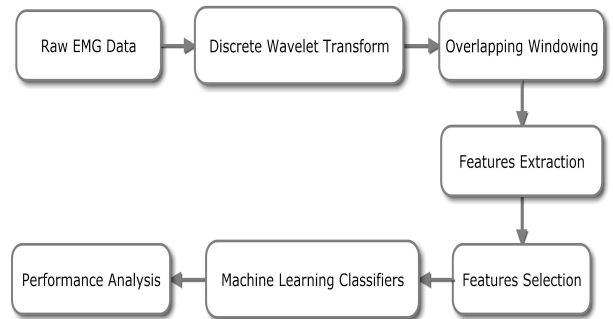 Raw EMG Data
Discrete Wavelet Transform
Overlapping Windowing
Features Extraction
Features Selection
Machine Learning Classifiers
Performance Analysis